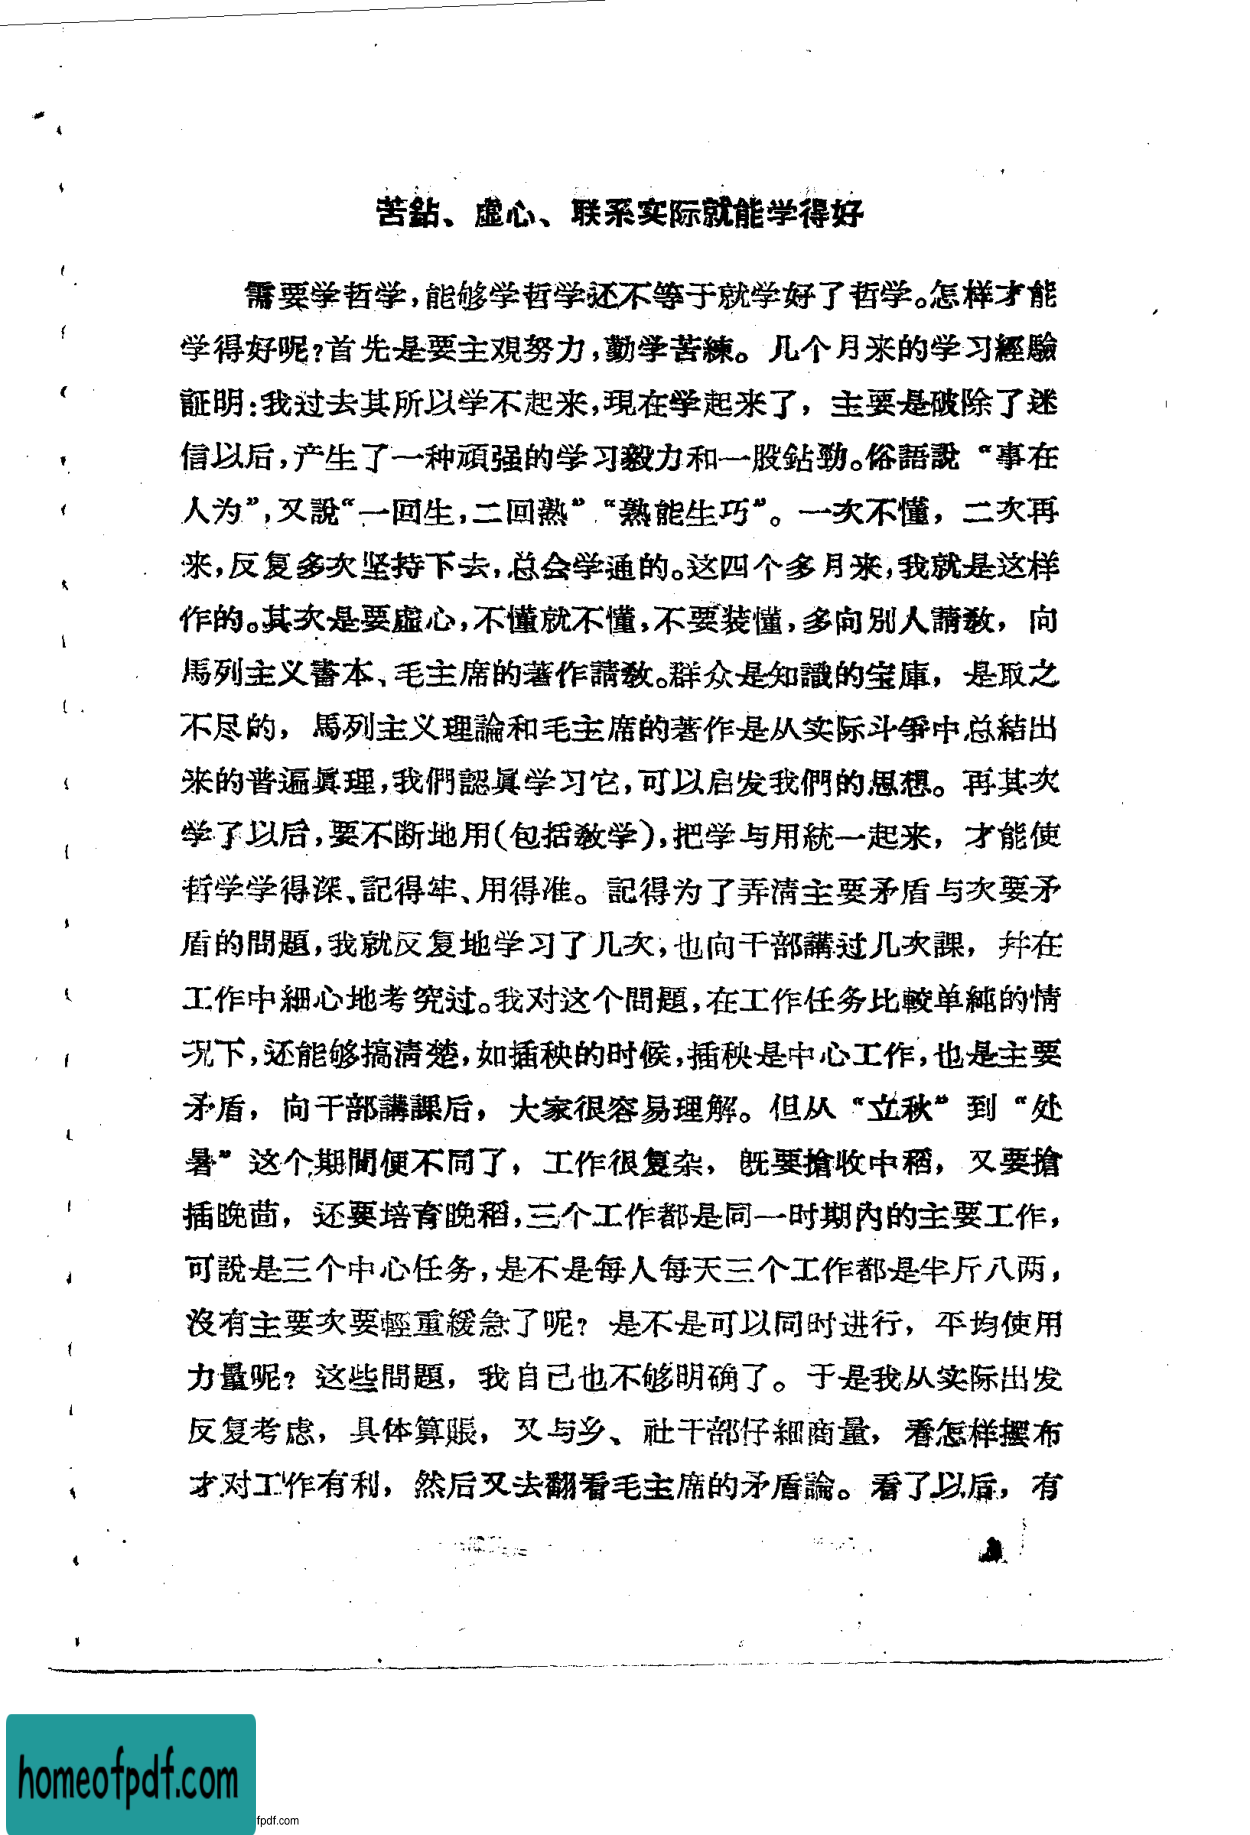 苦鉆、虛心、联系实际就能学得好
需要学哲学，能够学哲学还不等于就学好了哲学。怎样才能
学得好呢？首先是要主观努力，勤学苦練。几个月来的学习經驗
証明：我过去其所以学不起来，現在学起来了，主要是破除了迷
信以后，产生了一种頑强的学习毅力和一股鉆勁。俗語說“事在
人为”，又說“一回生，二回熟”“熟能生巧”。一次不懂，二次再
来，反复多次坚持下去，总会学通的。这四个多月来，我就是这样
作的。其次是要虛心，不懂就不懂，不要装懂，多向別人請教，向
馬列主义書本、毛主席的著作請教。群众是知識的宝庫，是取之
不尽的，馬列主义理論和毛主席的著作是从实际斗爭中总結出
来的普遍眞理，我們認眞学习它，可以启发我們的思想。再其次
学了以后，要不断地用（包括教学），把学与用統一起来，才能使
哲学学得深、記得牢、用得准。記得为了弄清主要矛盾与次要矛
盾的問題，我就反复地学习了几次，也向干部講过几次課，幷在
工作中細心地考究过。我对这个問題，在工作任务比較单純的情
况下，还能够搞清楚，如插秧的时候，插秧是中心工作，也是主要
矛盾，向干部講課后，大家很容易理解。但从“立秋”到“处
暑”这个期間便不同了，工作很复杂，旣要搶收中稻，又要搶
插晚苗，还要培育晚稻，三个工作都是同一时期內的主要工作，
可說是三个中心任务，是不是每人每天三个工作都是半斤八两，
沒有主要次要輕重緩急了呢？是不是可以同时进行，平均使用
力量呢？这些問題，我自己也不够明确了。于是我从实际出发
反复考虑，具体算賬，又与乡、社干部仔細商量，看怎样摆布
才对工作有利，然后又去翻看毛主席的矛盾論。看了以后，有
homeofpdf.com
fpdf.com